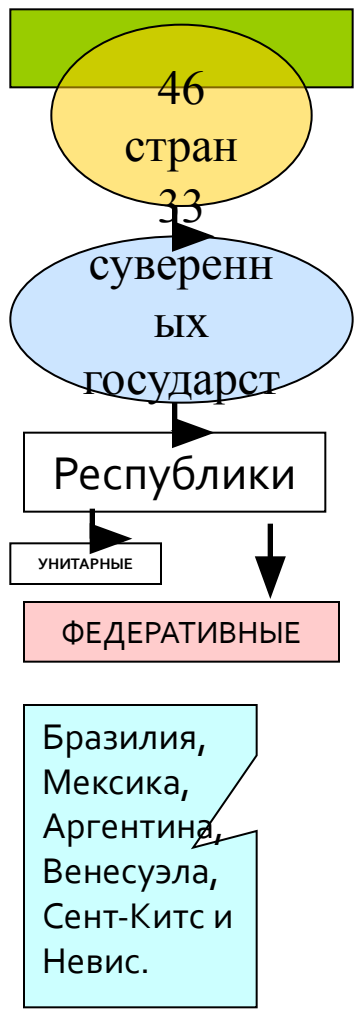 46
стран
33
суверенн
ых
государст
Республики
УНИТАРНЫЕ
ФЕДЕРАТИВНЫЕ
Бразилия,
Мексика,
Аргентина,
Венесуэла,
Сент-Китс и
Невис.